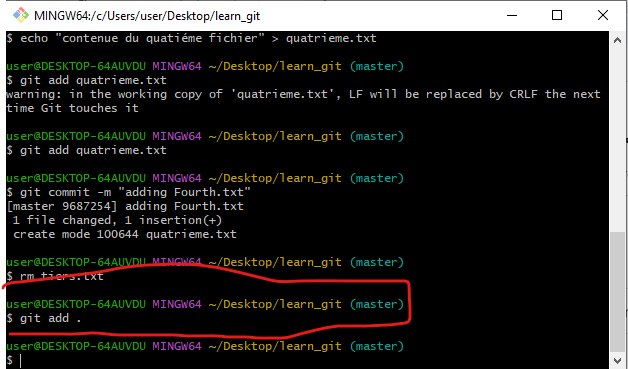 MINGW64:/c/Users/user/Desktop/learn_git
$ echo "contenue du quatiéme fichier" > quatrieme.txt
user@DESKTOP-64AUVDU MINGW64 ~/Desktop/learn_git (master)
$ git add quatrieme.txt
warning: in the working copy of 'quatrieme.txt', LF will be replaced by CRLF the next
time Git touches it
user@DESKTOP-64AUVDU MINGW64 ~/Desktop/learn_git (master)
$ git add quatrieme.txt
user@DESKTOP-64AUVDU MINGW64 ~/Desktop/learn_git (master)
$ git commit -m "adding Fourth.txt"
[master 9687254] adding Fourth.txt
1 file changed, 1 insertion(+)
create mode 100644 quatrieme.txt
user@DESKTOP-64AUVDU MINGW64 ~/Desktop/learn_git (master)
$ rm tiers.txt
user@DESKTOP-64AUVDU MINGW64 ~/Desktop/learn_git (master)
$ git add .
user@DESKTOP-64AUVDU MINGW64 ~/Desktop/learn_git (master)
$